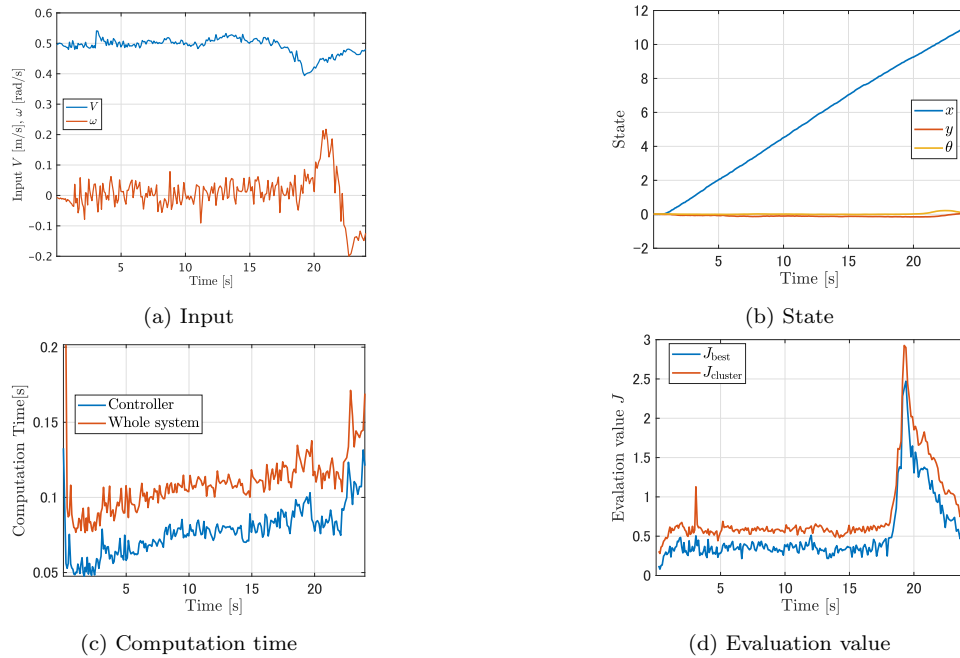 0.6
0.5
0.4
0.3
0.2
0.1
0
-0.1
-0.2
Input V [m/s], ω [rad/s]
V
ω
5
10
15
20
Time [s]
(a) Input
12
10
8
6
4
2
0
-2
State
x
y
θ
5
10
15
20
Time [s]
(b) State
0.2
0.15
0.1
0.05
Computation Time[s]
Controller
Whole system
5
10
15
20
Time [s]
(c) Computation time
3
2.5
2
1.5
1
0.5
0
Evalation value J
J_best
J_cluster
5
10
15
20
Time [s]
(d) Evaluation value